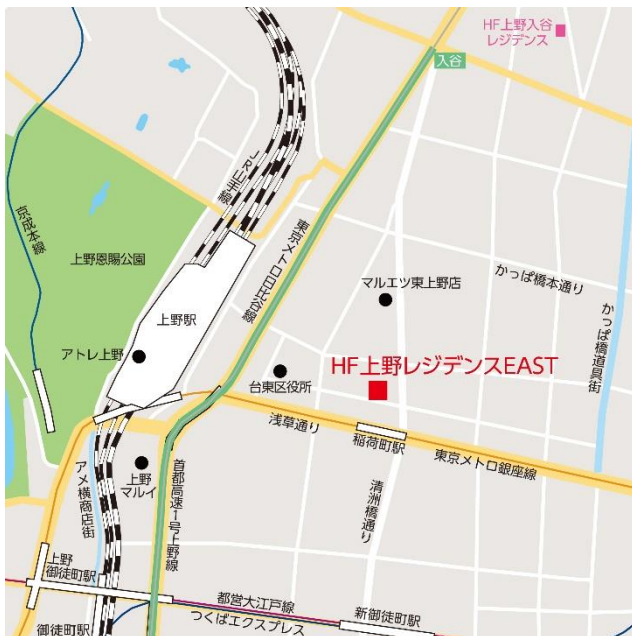 HF上野入谷
レジデンス
入谷
JR山手線
京成本線
上野恩賜公園
東京メトロ日比谷線
かっぱ橋本通り
マルエツ東上野店
かっぱ橋道具街
上野駅
アトレ上野
HF上野レジデンスEAST
台東区役所
浅草通り
稲荷町駅
東京メトロ銀座線
上野
マルイ
アメ横商店街
首都高速1号上野線
清洲橋通り
上野
御徒町駅
都営大江戸線
つくばエクスプレス
新御徒町駅
御徒町駅